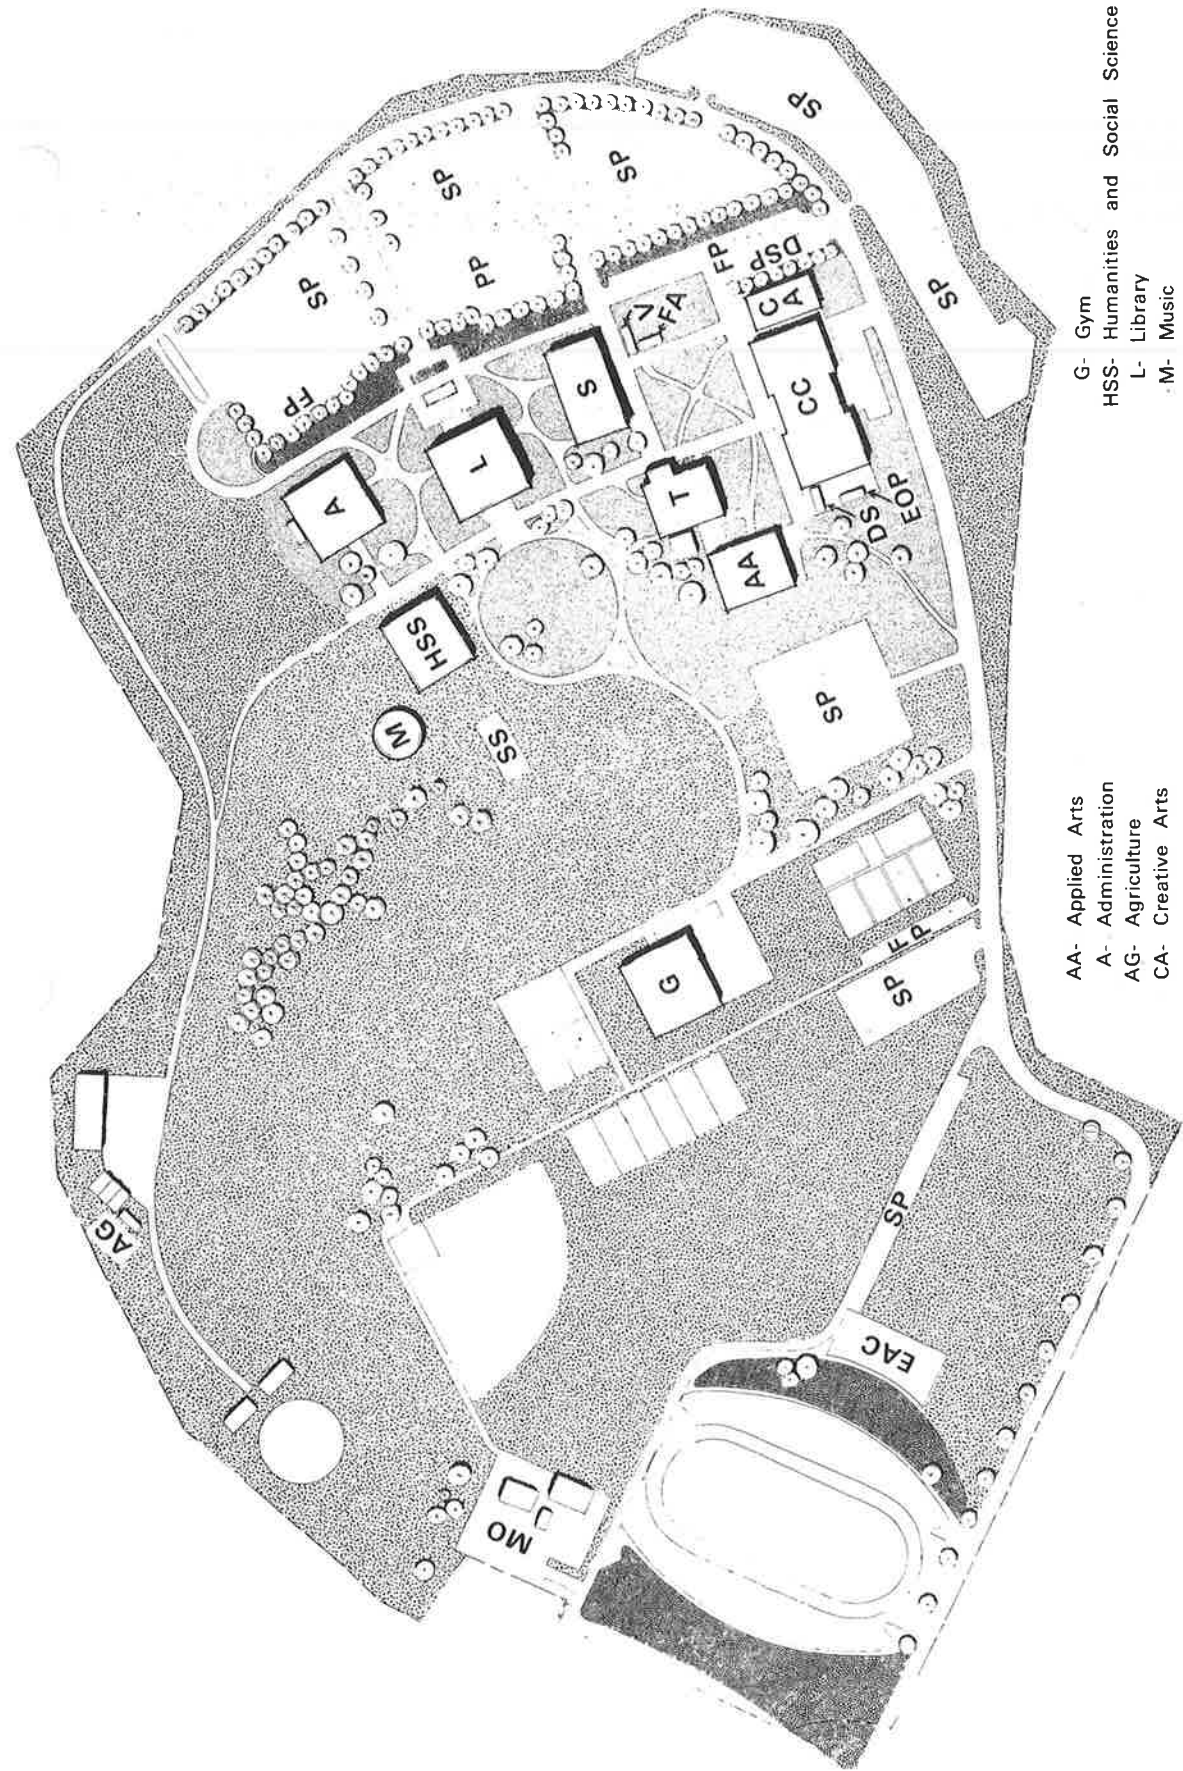 SP
SP
SP
SP
SP
PP
FP
FP
DSP
V
FA
C
A
CC
S
L
A
T
AA
DS
EOP
HSS
M
SS
SP
G
F
P
SP
SP
AG
EAC
MO
AA- Applied Arts
A- Administration
AG- Agriculture
CA- Creative Arts
G- Gym
HSS- Humanities and Social Science
L- Library
M- Music